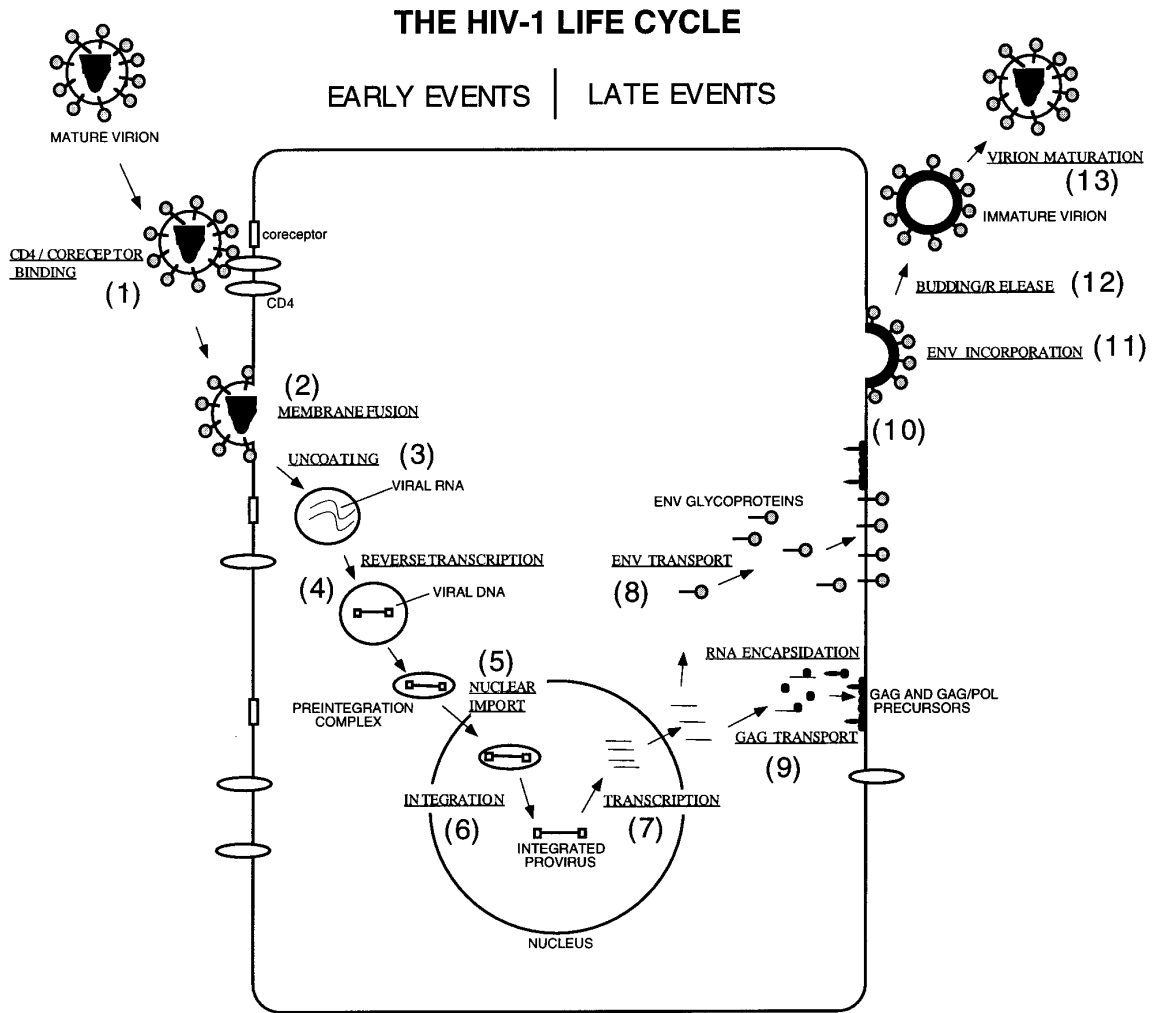 THE HIV-1 LIFE CYCLE
EARLY EVENTS | LATE EVENTS
MATURE VIRION
CD4 / CORECEPTOR
BINDING
(1)
coreceptor
CD4
(2)
MEMBRANE FUSION
UNCOATING (3)
VIRAL RNA
REVERSE TRANSCRIPTION
(4)
VIRAL DNA
PREINTEGRATION
COMPLEX
(5)
NUCLEAR
IMPORT
INTEGRATION
(6)
INTEGRATED
PROVIRUS
TRANSCRIPTION
(7)
NUCLEUS
ENV GLYCOPROTEINS
ENV TRANSPORT
(8)
RNA ENCAPSIDATION
GAG AND GAG/POL
PRECURSORS
GAG TRANSPORT
(9)
(10)
ENV INCORPORATION (11)
BUDDING/RELEASE (12)
IMMATURE VIRION
VIRION MATURATION
(13)